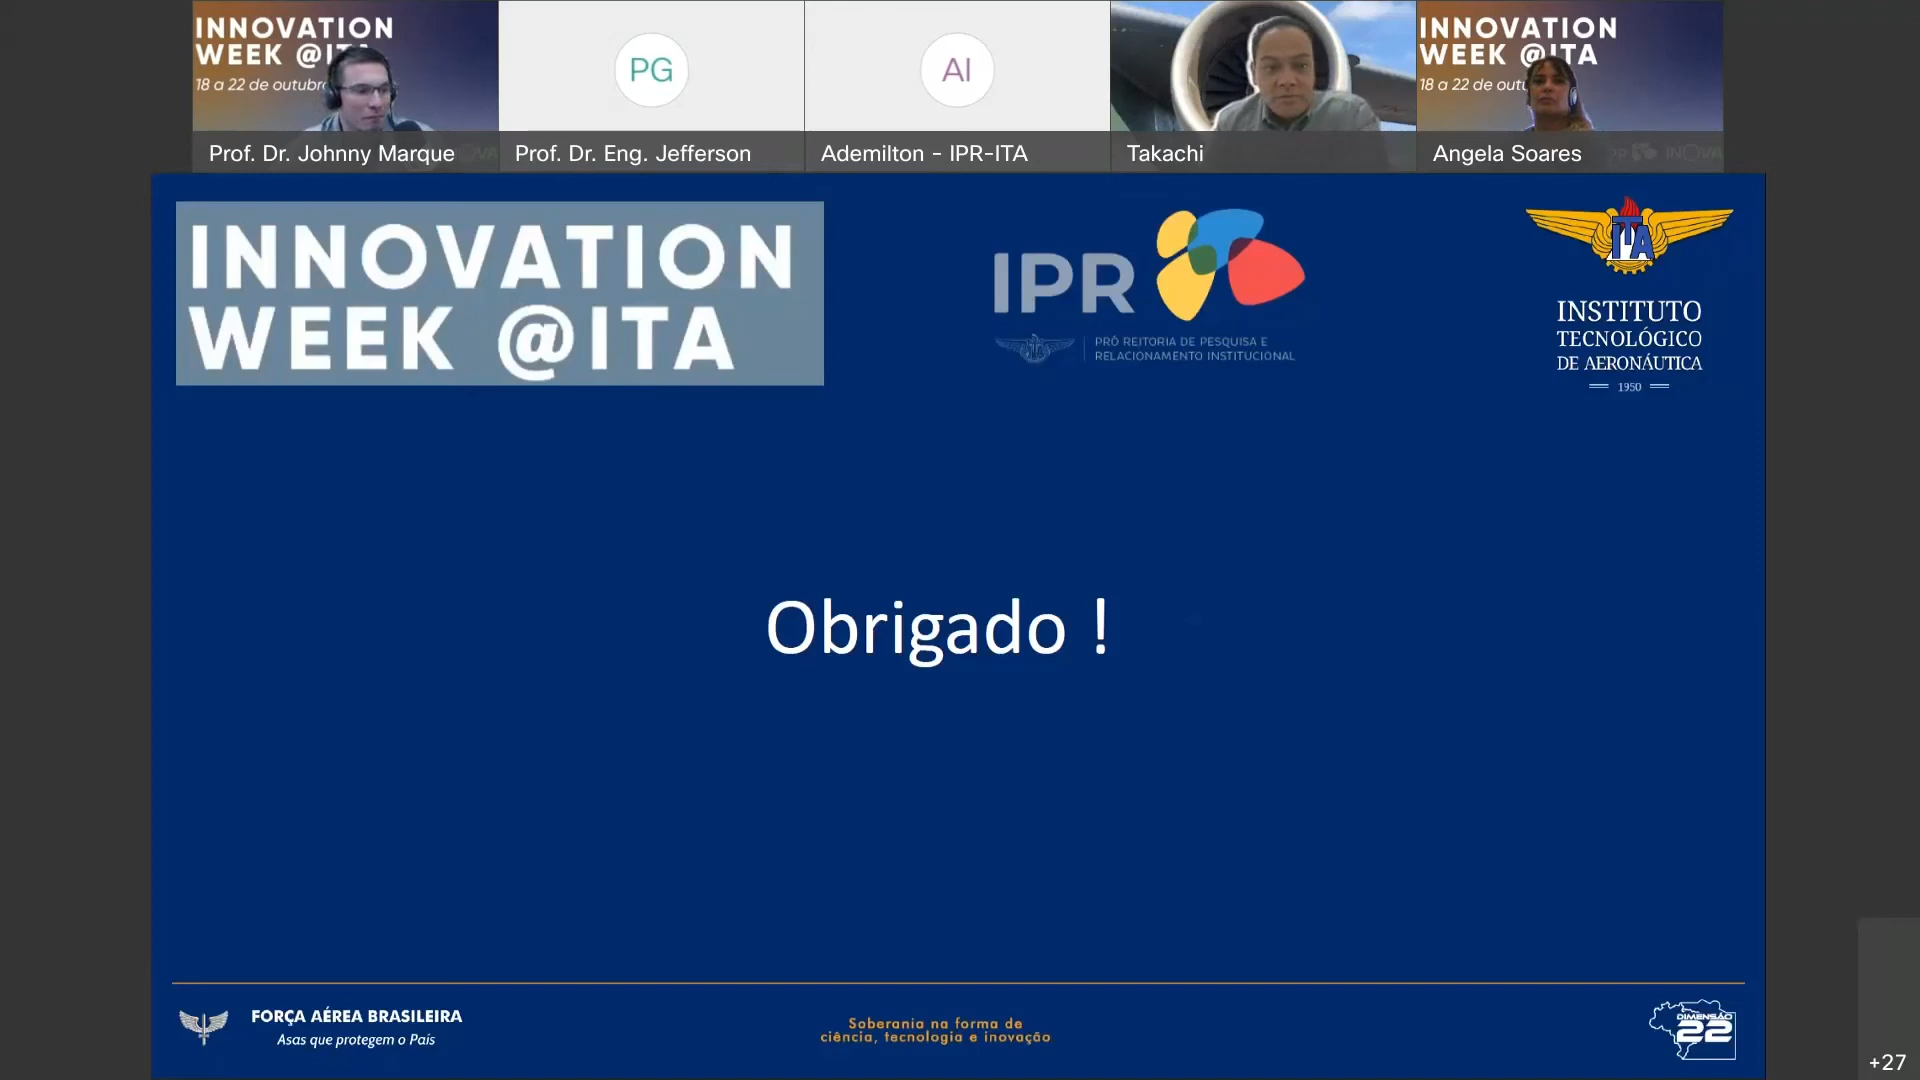 INNOVATION
WEEK @ITA
18 a 22 de outubro
Prof. Dr. Johnny Marque
PG
Prof. Dr. Eng. Jefferson
AI
Ademilton - IPR-ITA
Takachi
INNOVATION
WEEK @ITA
18 a 22 de outu
Angela Soares
INNOVATION
WEEK @ITA
IPR
PRÓ REITORIA DE PESQUISA E
RELACIONAMENTO INSTITUCIONAL
ITA
INSTITUTO
TECNOLÓGICO
DE AERONÁUTICA
1950
Obrigado !
FORÇA AÉREA BRASILEIRA
Asas que protegem o País
Soberania na forma de
ciência, tecnologia e inovação
DIMENSÃO
22
+27